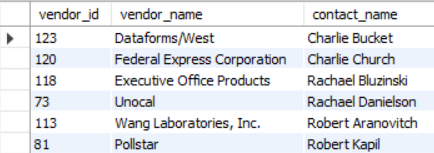 vendor_id vendor_name contact_name
123 Dataforms/West Charlie Bucket
120 Federal Express Corporation Charlie Church
118 Executive Office Products Rachael Bluzinski
73 Unocal Rachael Danielson
113 Wang Laboratories, Inc. Robert Aranovitch
81 Pollstar Robert Kapil